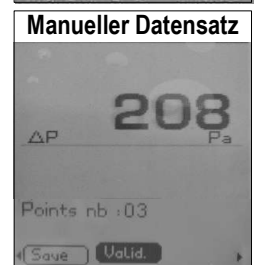 Manueller Datensatz
208
ΔP Pa
Points nb :03
Save Valid.